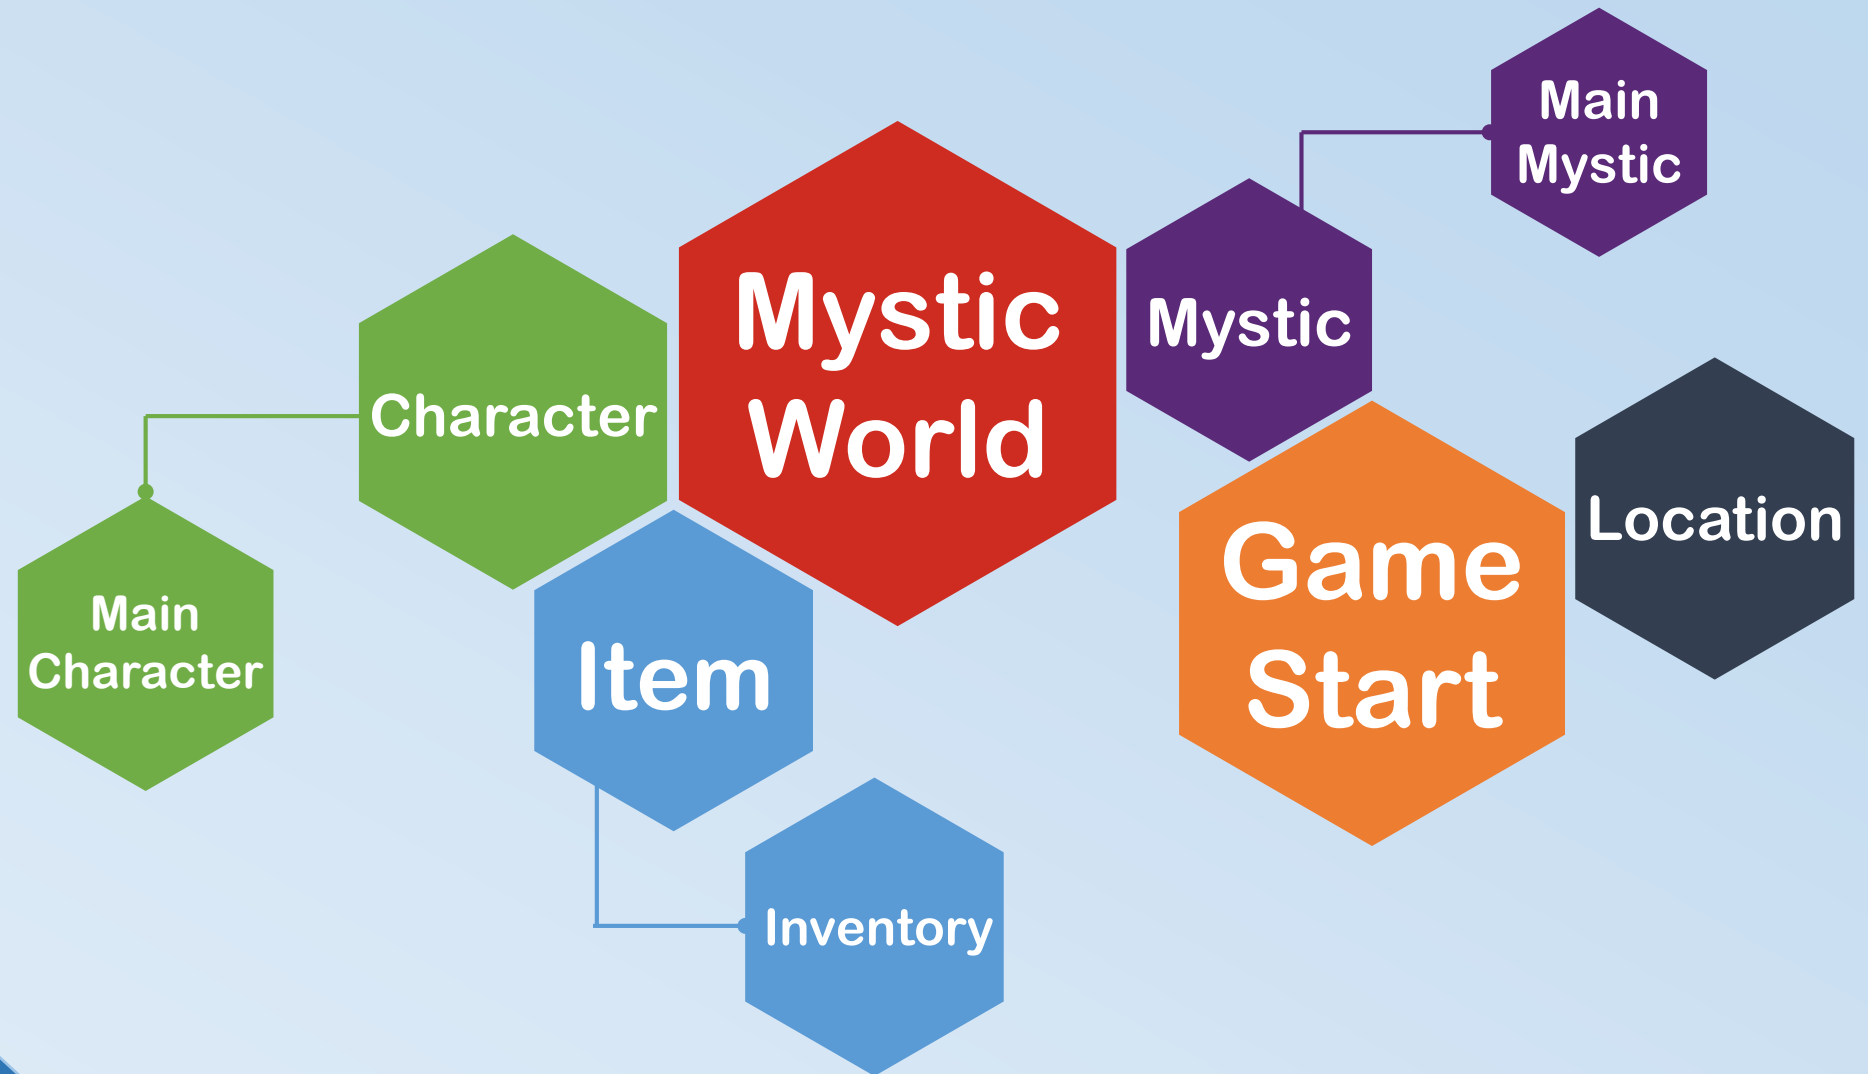 Main
Mystic
Mystic
World
Mystic
Character
Location
Game
Start
Main
Character
Item
Inventory